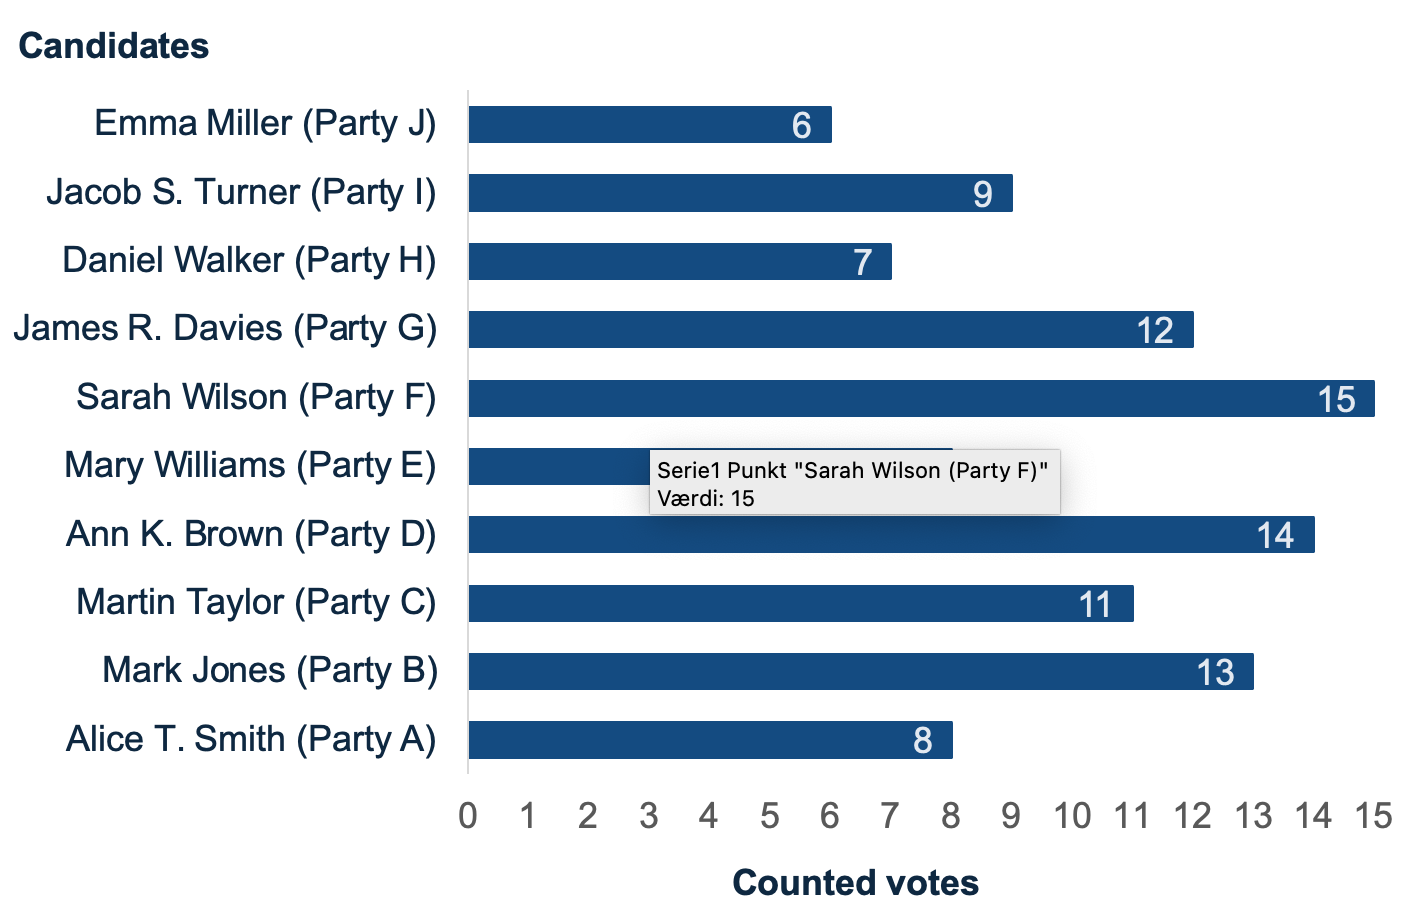 Candidates
Emma Miller (Party J) 6
Jacob S. Turner (Party I) 9
Daniel Walker (Party H) 7
James R. Davies (Party G) 12
Sarah Wilson (Party F) 15
Mary Williams (Party E)
Serie1 Punkt "Sarah Wilson (Party F)"
Værdi: 15
Ann K. Brown (Party D) 14
Martin Taylor (Party C) 11
Mark Jones (Party B) 13
Alice T. Smith (Party A) 8
0 1 2 3 4 5 6 7 8 9 10 11 12 13 14 15
Counted votes